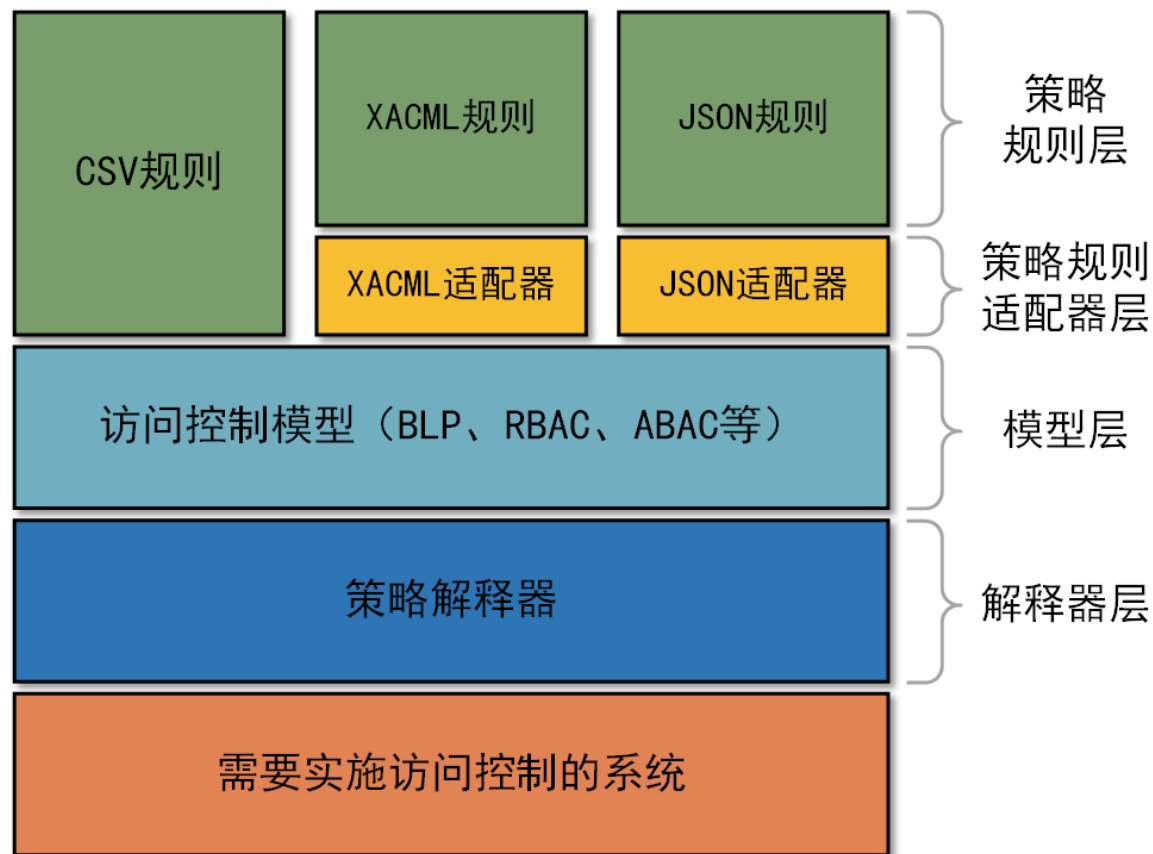 CSV规则
XACML规则
JSON规则
策略
规则层
XACML适配器
JSON适配器
策略规则
适配器层
访问控制模型（BLP、RBAC、ABAC等）
模型层
策略解释器
解释器层
需要实施访问控制的系统